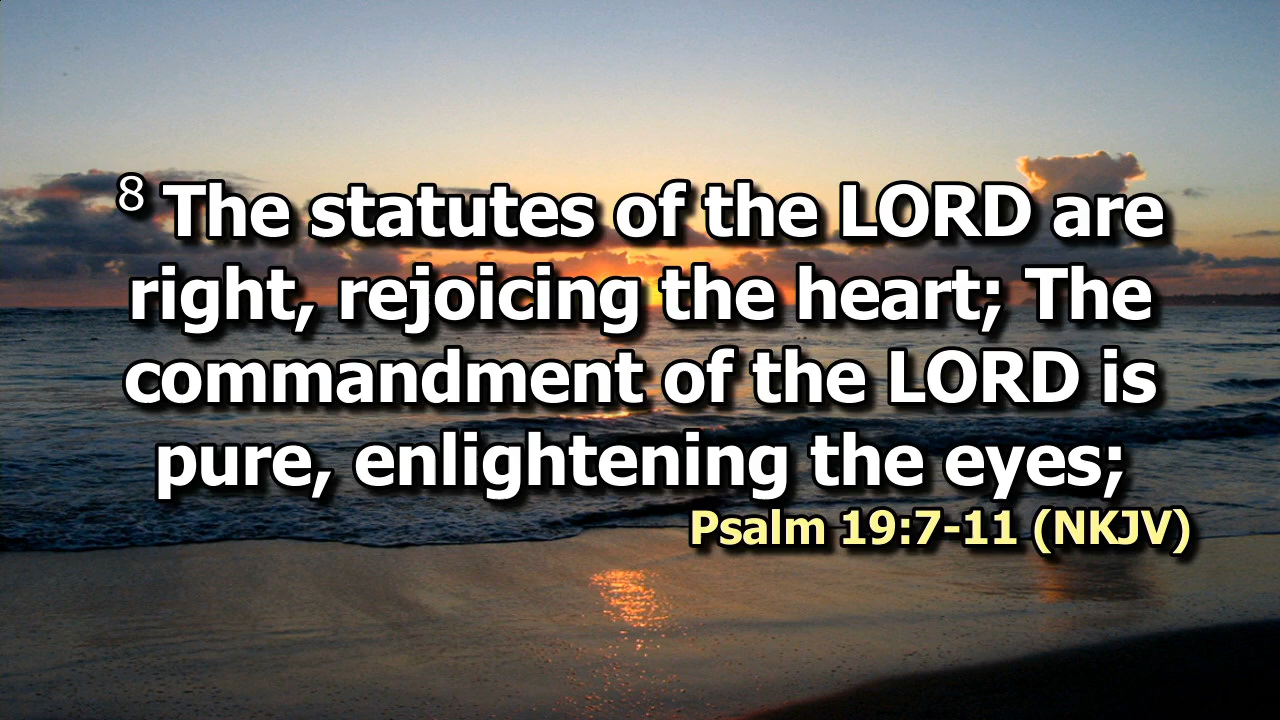 8 The statutes of the LORD are
right, rejoicing the heart; The
commandment of the LORD is
pure, enlightening the eyes;
Psalm 19:7-11 (NKJV)